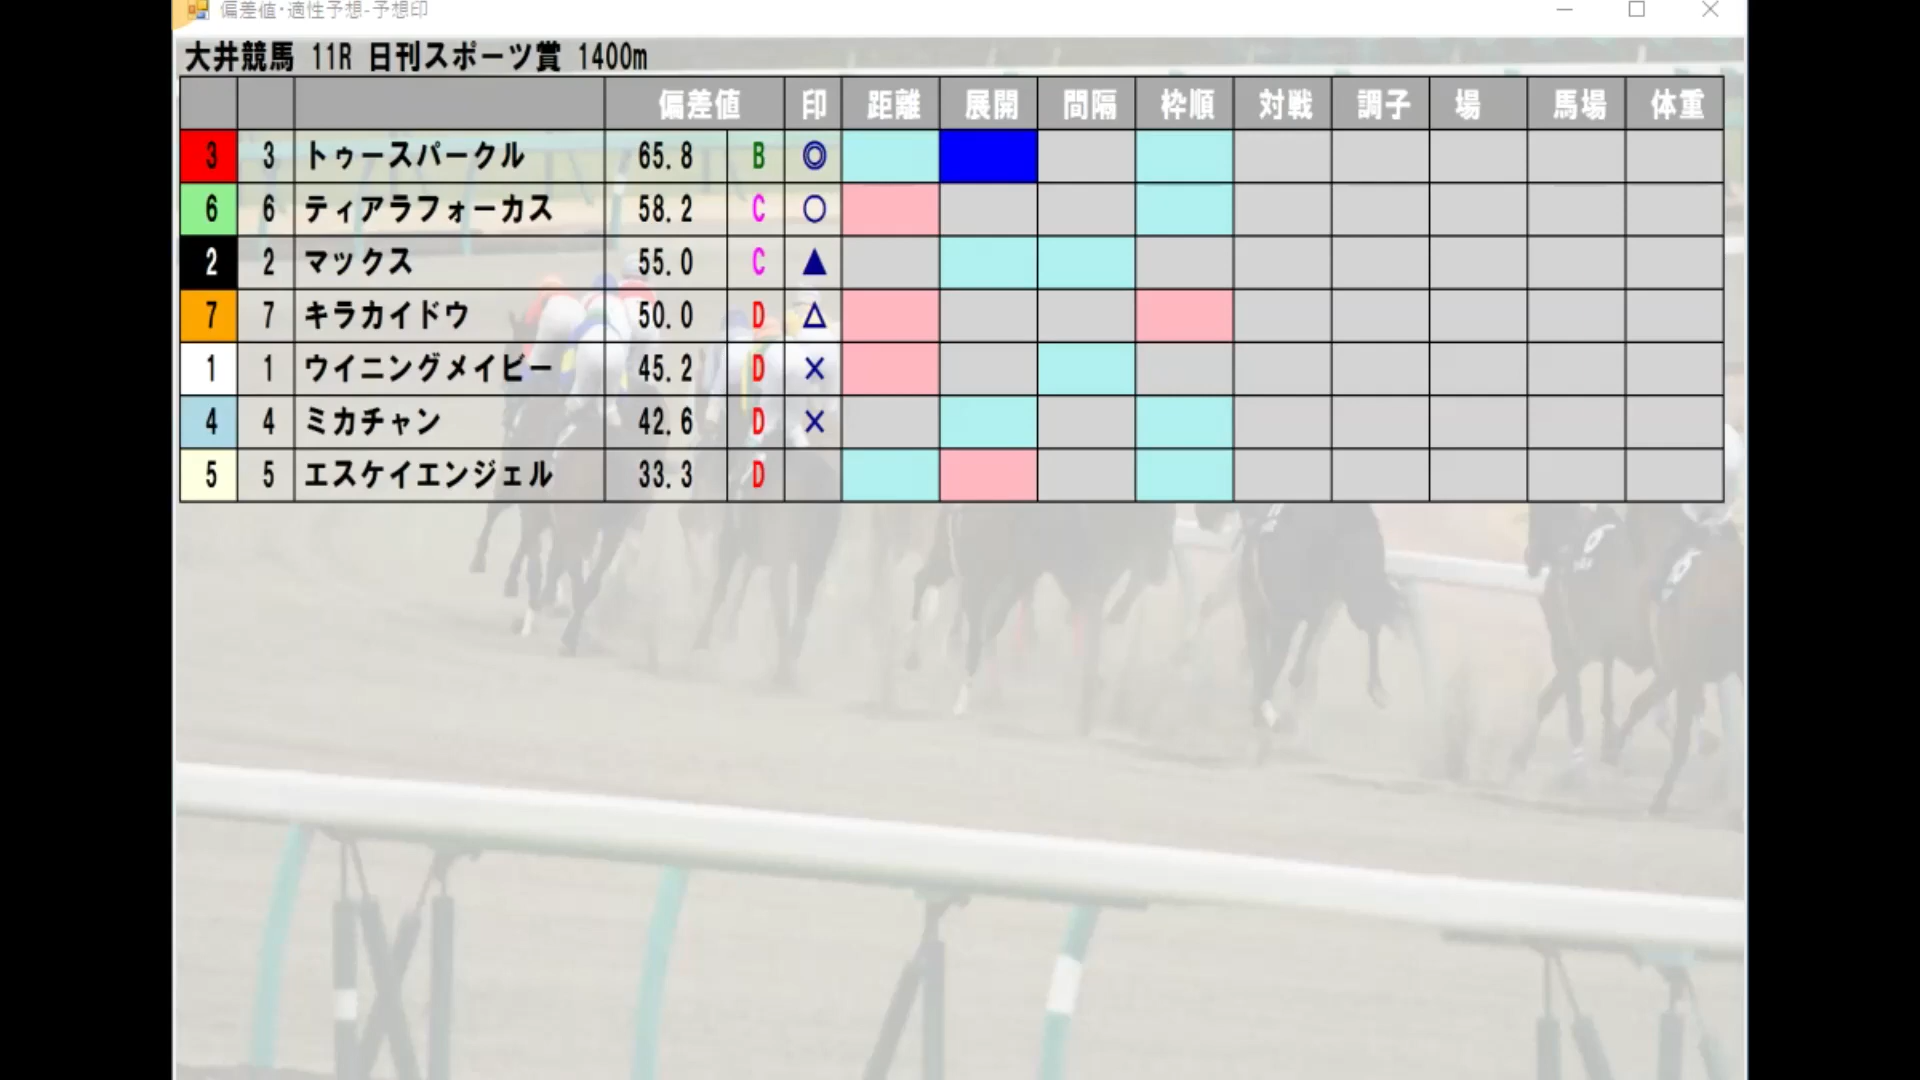 偏差値・適性予想-予想印
大井競馬 11R 日刊スポーツ賞 1400m
偏差値 印 距離 展開 間隔 枠順 対戦 調子 場 馬場 体重
3 3 トゥースパークル 65.8 B ◎
6 6 ティアラフォーカス 58.2 C ○
2 2 マックス 55.0 C ▲
7 7 キラカイドウ 50.0 D △
1 1 ウイニングメイビー 45.2 D ×
4 4 ミカチャン 42.6 D ×
5 5 エスケイエンジェル 33.3 D